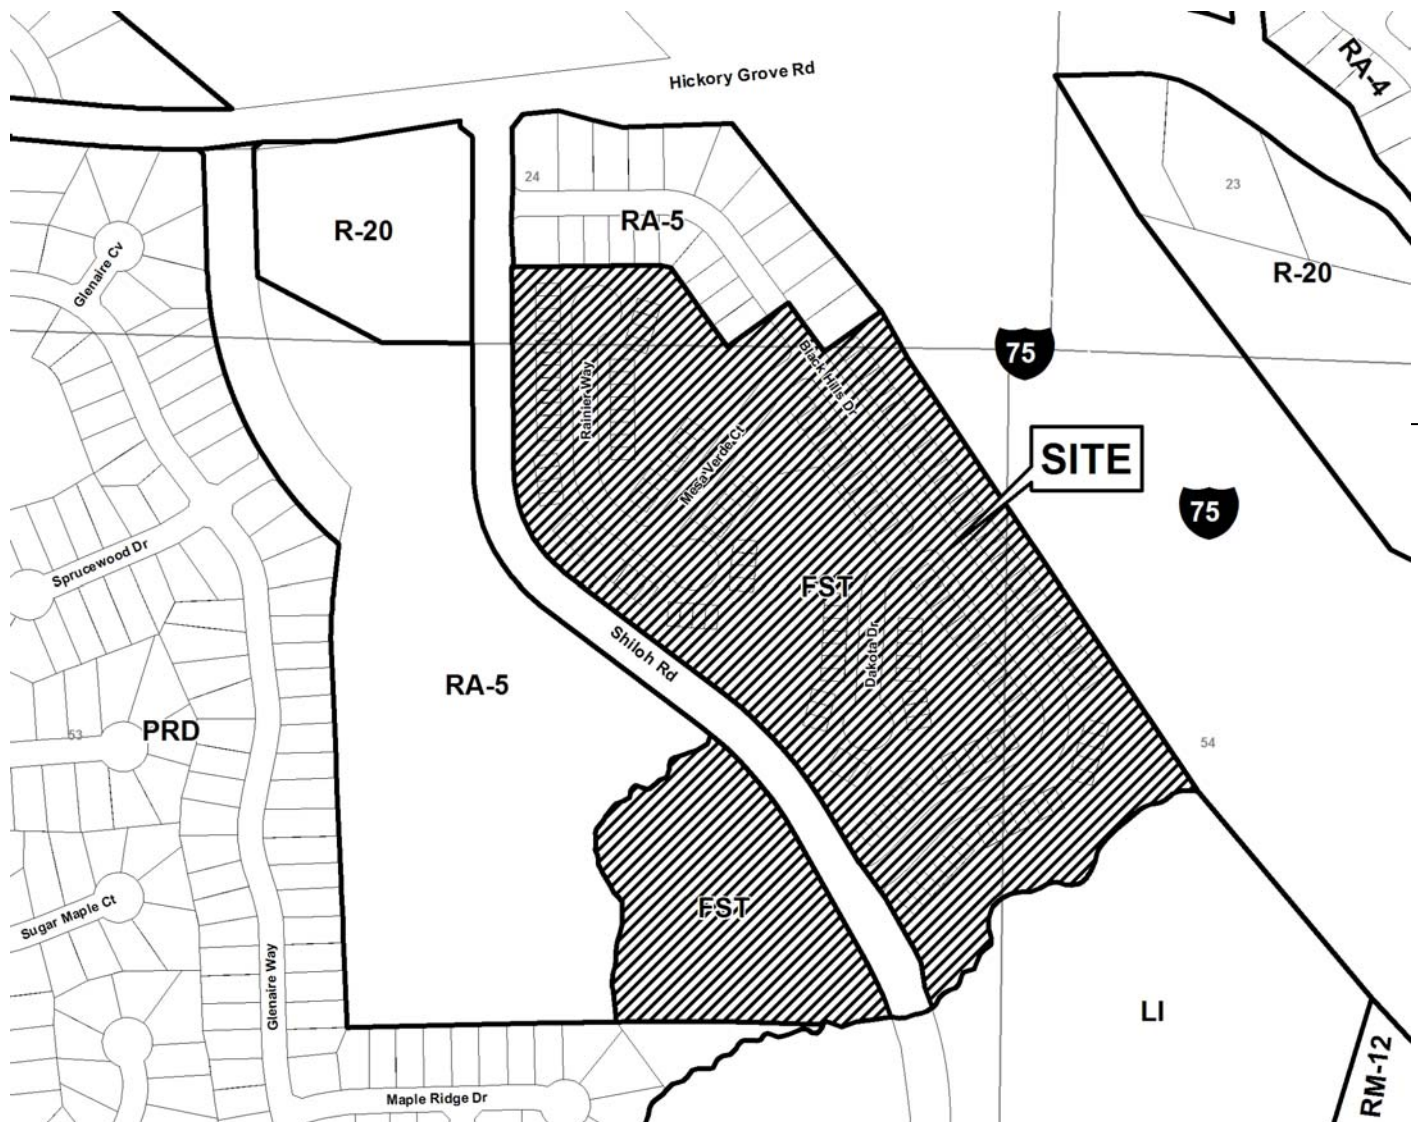 Hickory Grove Rd
RA-4
24
23
RA-5
R-20
Glenaire Cv
R-20
75
Black Hills Dr
Rainier Way
SITE
Mesa Verde Ct
75
Sprucewood Dr
FST
Shiloh Rd
Dakota Dr
RA-5
53
PRD
54
FST
Sugar Maple Ct
Glenaire Way
LI
RM-12
Maple Ridge Dr